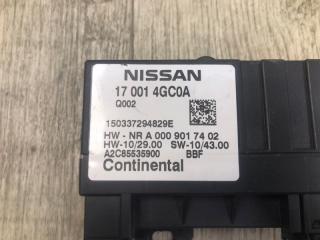 NISSAN
17 001 4GC0A
Q002
150337294829E
HW - NR A 000 901 74 02
HW-10/29.00 SW-10/43.00
A2C85535900 BBF
Continental